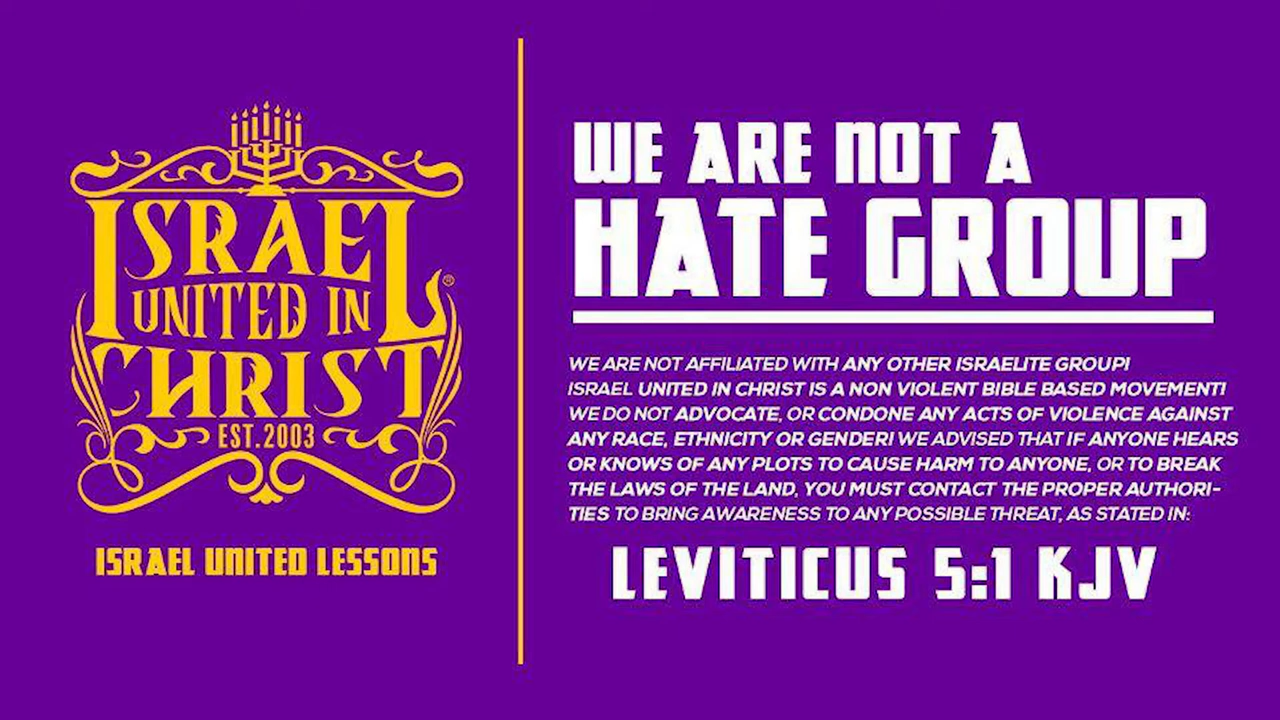 ISRAEL
UNITED IN
CHRIST
EST. 2003
ISRAEL UNITED LESSONS
WE ARE NOT A
HATE GROUP
WE ARE NOT AFFILIATED WITH ANY OTHER ISRAELITE GROUP!
ISRAEL UNITED IN CHRIST IS A NON VIOLENT BIBLE BASED MOVEMENT!
WE DO NOT ADVOCATE, OR CONDONE ANY ACTS OF VIOLENCE AGAINST
ANY RACE, ETHNICITY OR GENDER! WE ADVISED THAT IF ANYONE HEARS
OR KNOWS OF ANY PLOTS TO CAUSE HARM TO ANYONE, OR TO BREAK
THE LAWS OF THE LAND, YOU MUST CONTACT THE PROPER AUTHORI-
TIES TO BRING AWARENESS TO ANY POSSIBLE THREAT, AS STATED IN:
LEVITICUS 5:1 KJV